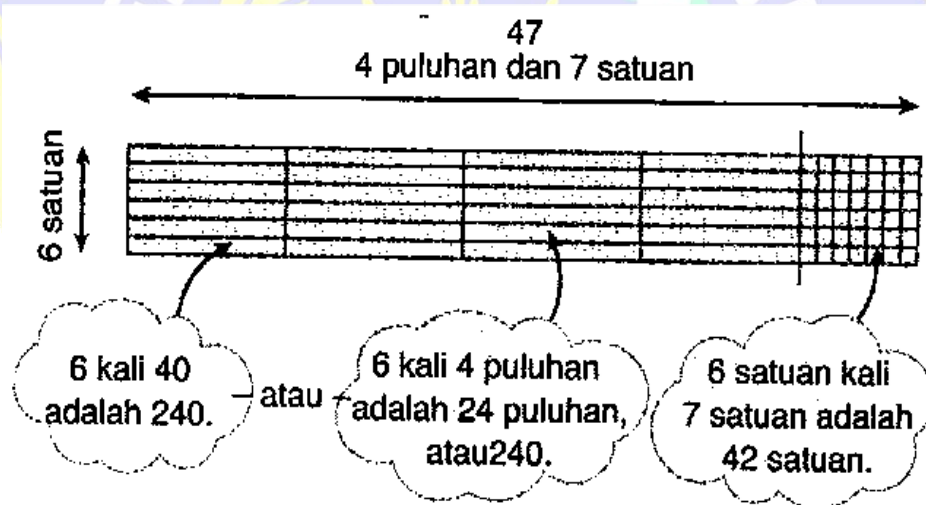 47
4 puluhan dan 7 satuan
6 satuan
6 kali 40
adalah 240.
atau
6 kali 4 puluhan
adalah 24 puluhan,
atau240.
6 satuan kali
7 satuan adalah
42 satuan.